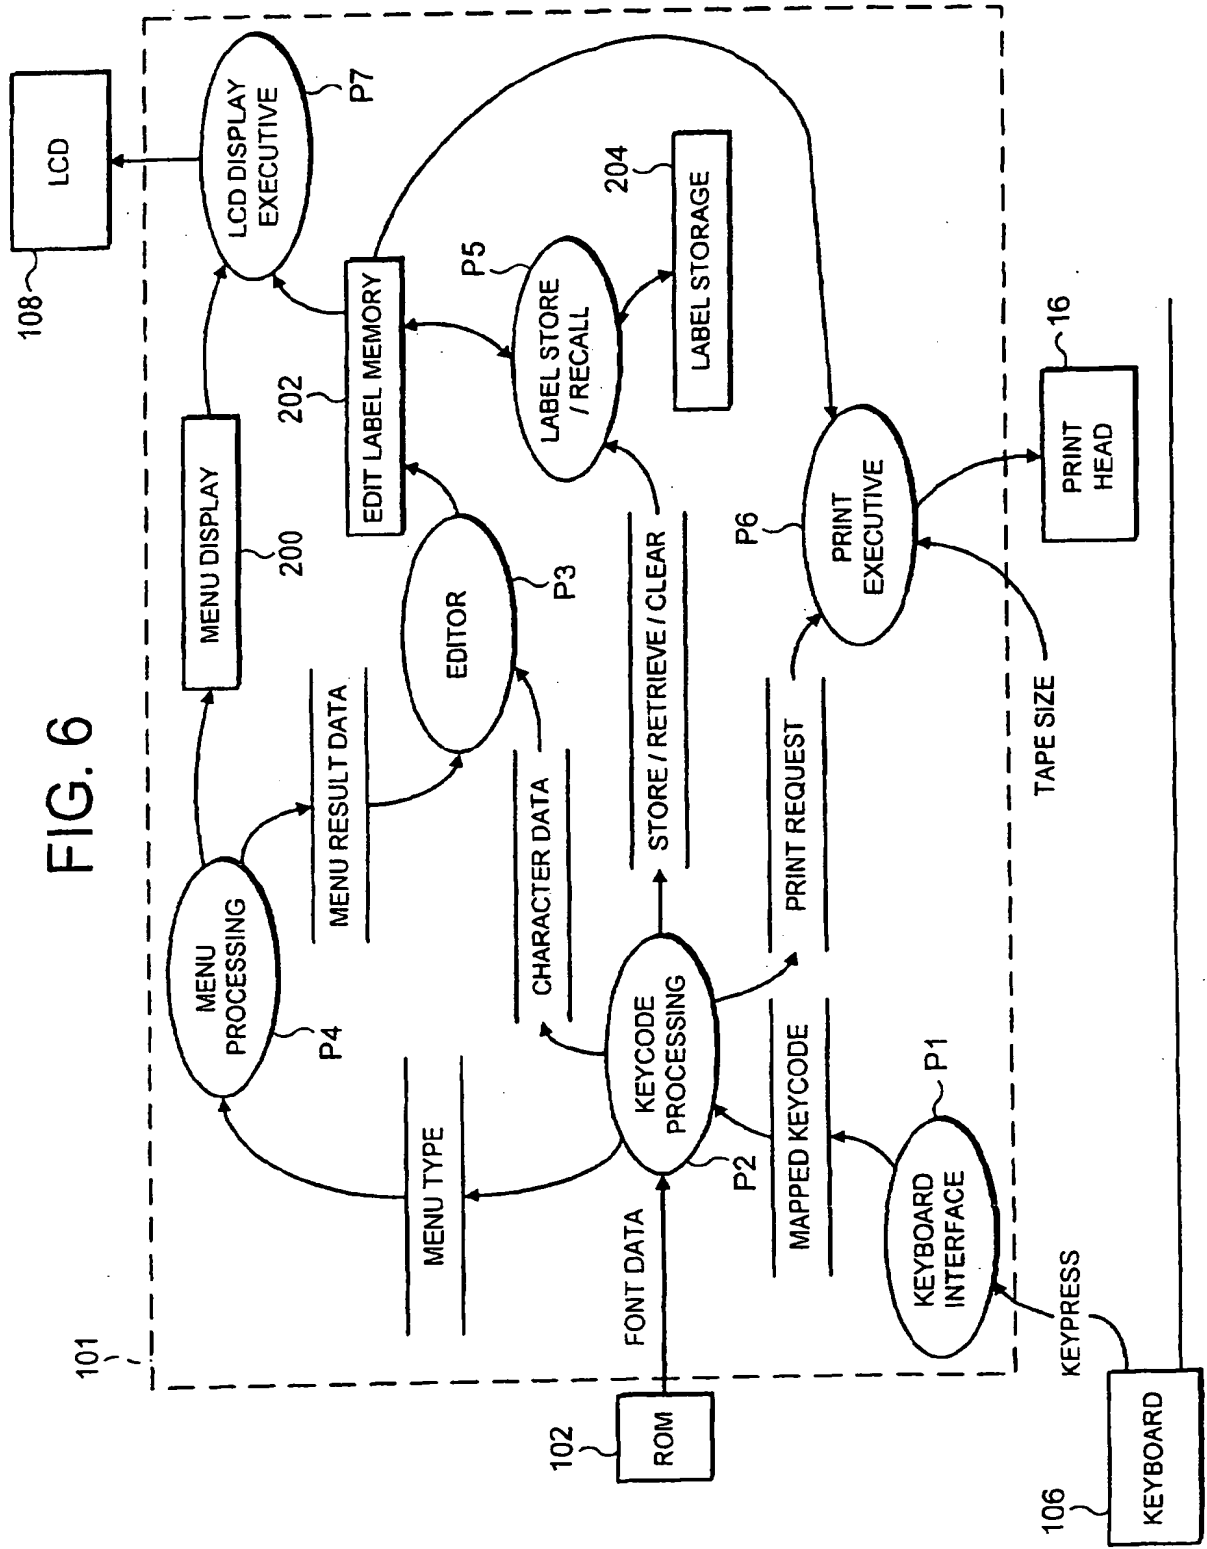 FIG. 6
101
108
LCD
LCD DISPLAY
EXECUTIVE
P7
MENU DISPLAY
200
MENU
PROCESSING
P4
MENU RESULT DATA
MENU TYPE
EDIT LABEL MEMORY
202
EDITOR
P3
CHARACTER DATA
LABEL STORE
/ RECALL
P5
LABEL STORAGE
204
STORE / RETRIEVE / CLEAR
KEYCODE
PROCESSING
P2
FONT DATA
102
ROM
PRINT REQUEST
MAPPED KEYCODE
PRINT
EXECUTIVE
P6
KEYBOARD
INTERFACE
P1
TAPE SIZE
PRINT
HEAD
16
KEYPRESS
106
KEYBOARD